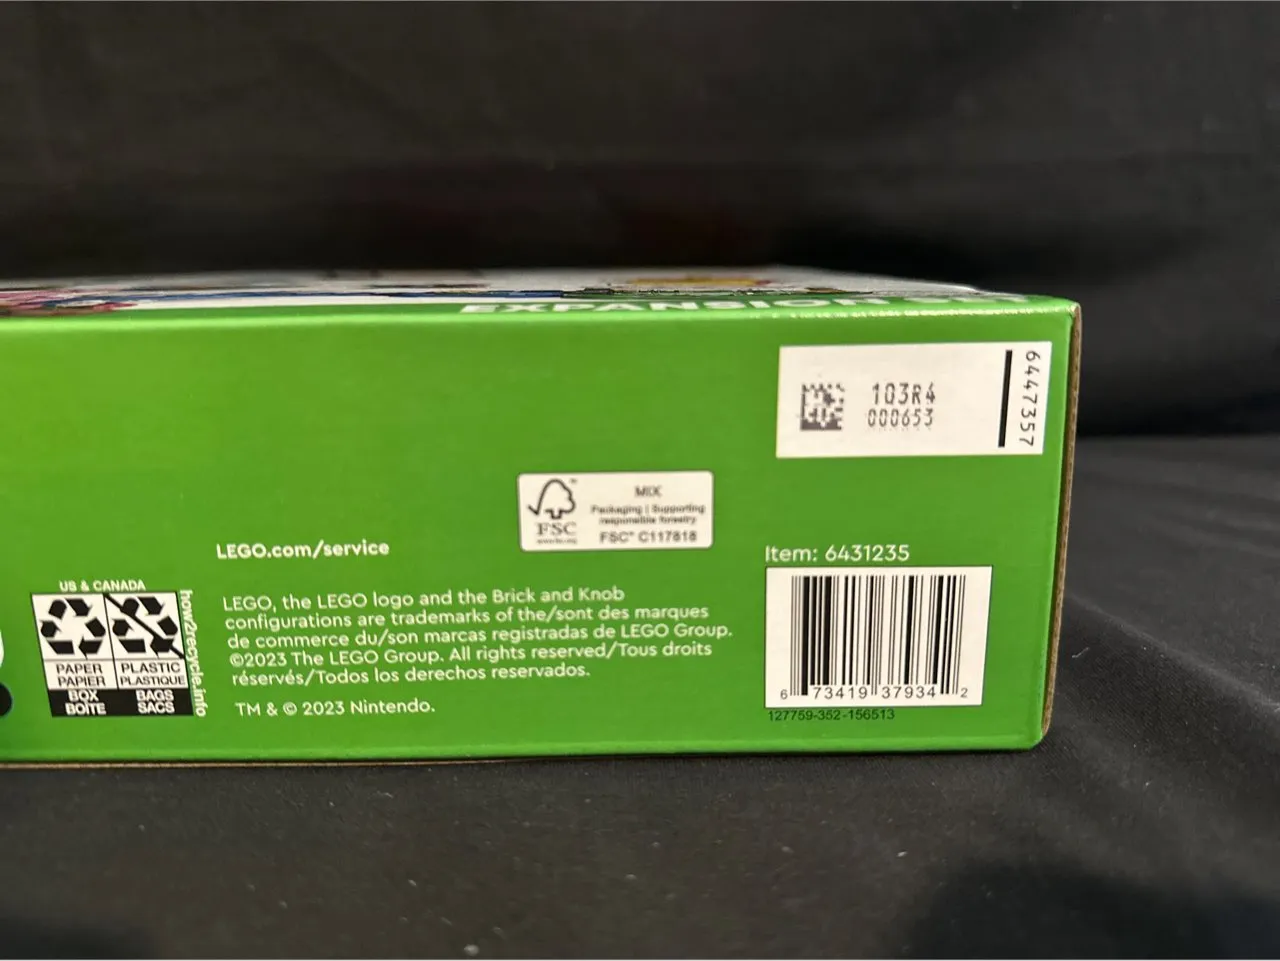 EXPANSION SET
103R4
000653
6447357
FSC
MIX
Packaging | Supporting
responsible forestry
FSC™ C117818
LEGO.com/service
Item: 6431235
US & CANADA
how2recycle.info
PAPER
PAPIER
BOX
BOÎTE
PLASTIC
PLASTIQUE
BAGS
SACS
LEGO, the LEGO logo and the Brick and Knob
configurations are trademarks of the/sont des marques
de commerce du/son marcas registradas de LEGO Group.
©2023 The LEGO Group. All rights reserved/Tous droits
réservés/Todos los derechos reservados.
TM & © 2023 Nintendo.
6 73419 37934 2
127759-352-156513